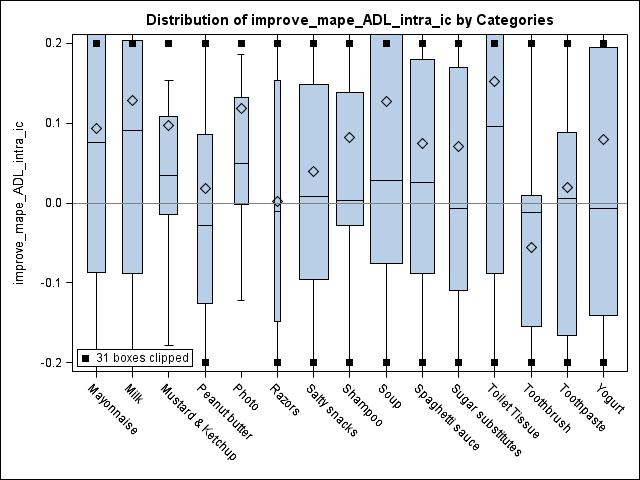 Distribution of improve_mape_ADL_intra_ic by Categories
improve_mape_ADL_intra_ic
0.2
0.1
0.0
-0.1
-0.2
31 boxes clipped
Mayonnaise
Milk
Mustard & Ketchup
Peanut butter
Photo
Razors
Salty snacks
Shampoo
Soup
Spaghetti sauce
Sugar substitutes
Toilet Tissue
Toothbrush
Toothpaste
Yogurt